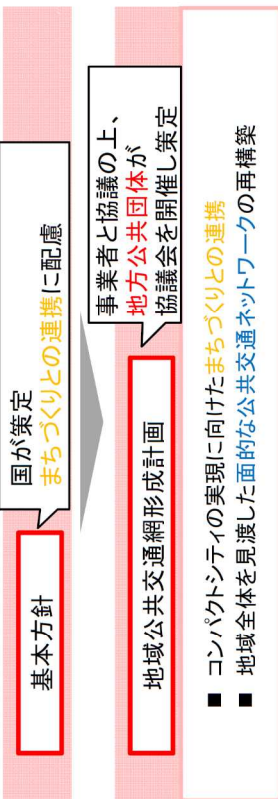 基本方針
国が策定
まちづくりとの連携に配慮
地域公共交通網形成計画
事業者と協議の上、
地方公共団体が
協議会を開催し策定
■ コンパクトシティの実現に向けたまちづくりとの連携
■ 地域全体を見渡した面的な公共交通ネットワークの再構築